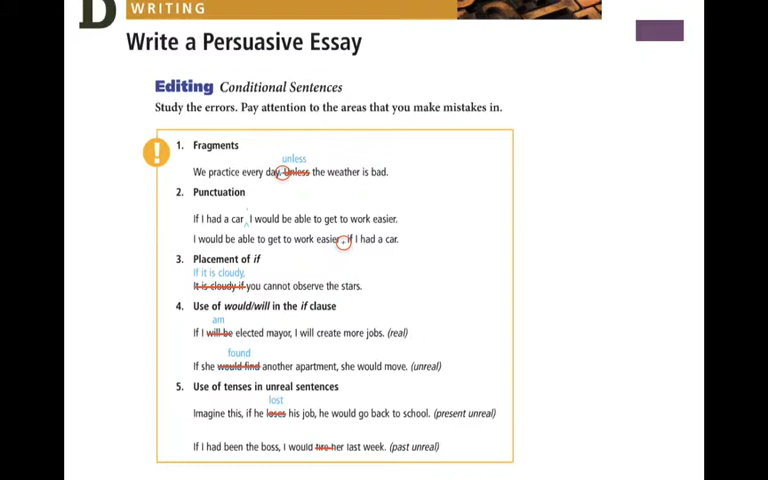 D
WRITING
Write a Persuasive Essay
Editing Conditional Sentences
Study the errors. Pay attention to the areas that you make mistakes in.
!
1. Fragments
unless
We practice every day. Unless the weather is bad.
2. Punctuation
If I had a car , I would be able to get to work easier.
I would be able to get to work easier , if I had a car.
3. Placement of if
If it is cloudy,
It is cloudy if you cannot observe the stars.
4. Use of would/will in the if clause
am
If I will be elected mayor, I will create more jobs. (real)
found
If she would find another apartment, she would move. (unreal)
5. Use of tenses in unreal sentences
lost
Imagine this, if he loses his job, he would go back to school. (present unreal)
If I had been the boss, I would fire her last week. (past unreal)